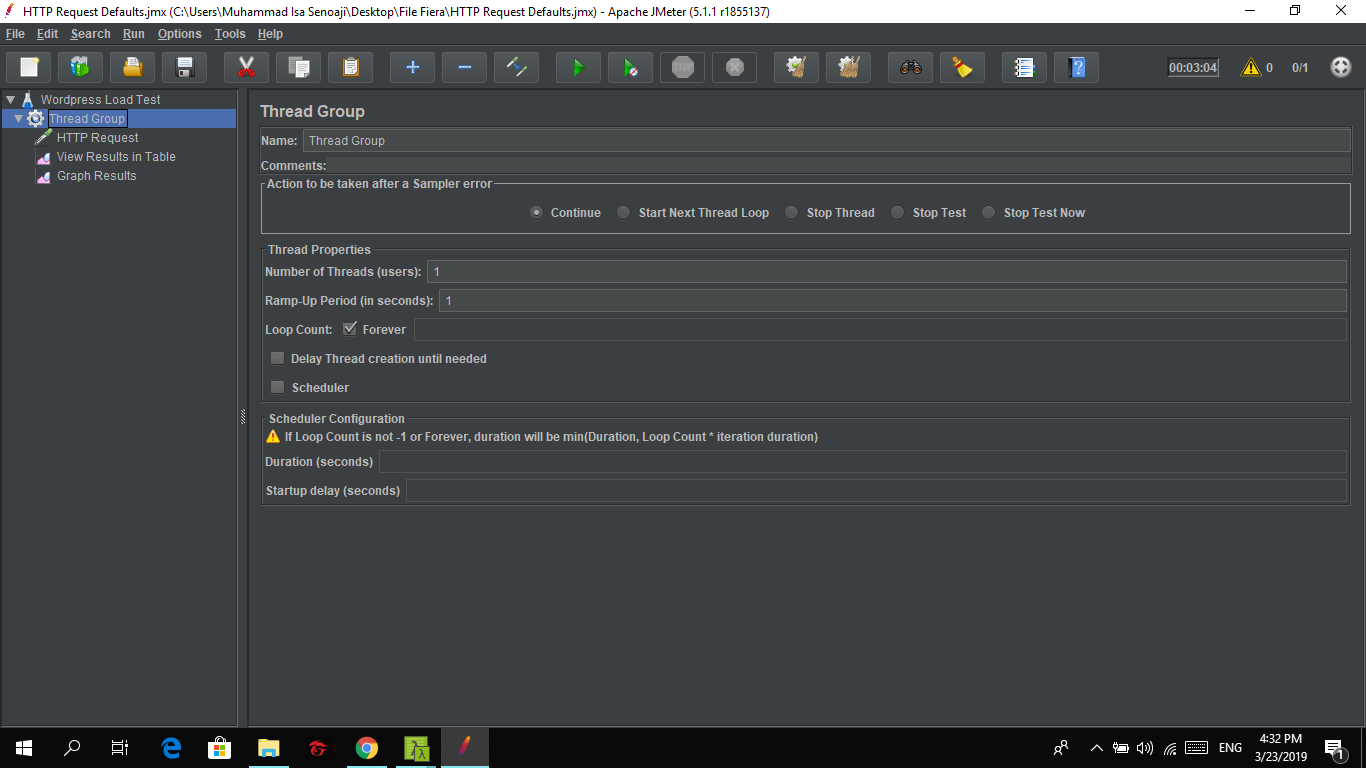 HTTP Request Defaults.jmx (C:\Users\Muhammad Isa Senoaji\Desktop\File Fiera\HTTP Request Defaults.jmx) - Apache JMeter (5.1.1 r1855137)
File Edit Search Run Options Tools Help
STOP 00:03:04 0 0/1
Wordpress Load Test
Thread Group
HTTP Request
View Results in Table
Graph Results
Thread Group
Name: Thread Group
Comments:
Action to be taken after a Sampler error
Continue Start Next Thread Loop Stop Thread Stop Test Stop Test Now
Thread Properties
Number of Threads (users): 1
Ramp-Up Period (in seconds): 1
Loop Count: Forever
Delay Thread creation until needed
Scheduler
Scheduler Configuration
If Loop Count is not -1 or Forever, duration will be min(Duration, Loop Count * iteration duration)
Duration (seconds)
Startup delay (seconds)
ENG 4:32 PM
3/23/2019 1